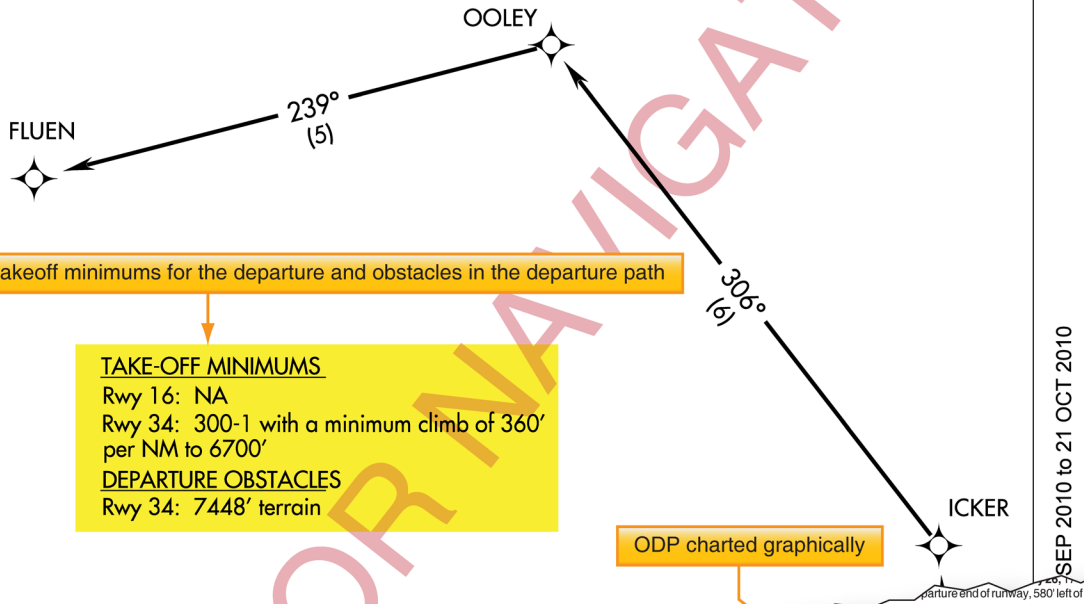 OOLEY
239°
(5)
FLUEN
306°
(6)
akeoff minimums for the departure and obstacles in the departure path
TAKE-OFF MINIMUMS
Rwy 16: NA
Rwy 34: 300-1 with a minimum climb of 360′
per NM to 6700′
DEPARTURE OBSTACLES
Rwy 34: 7448′ terrain
ICKER
ODP charted graphically
parture end of runway, 580′ left of
SEP 2010 to 21 OCT 2010
OR NAVIGAT